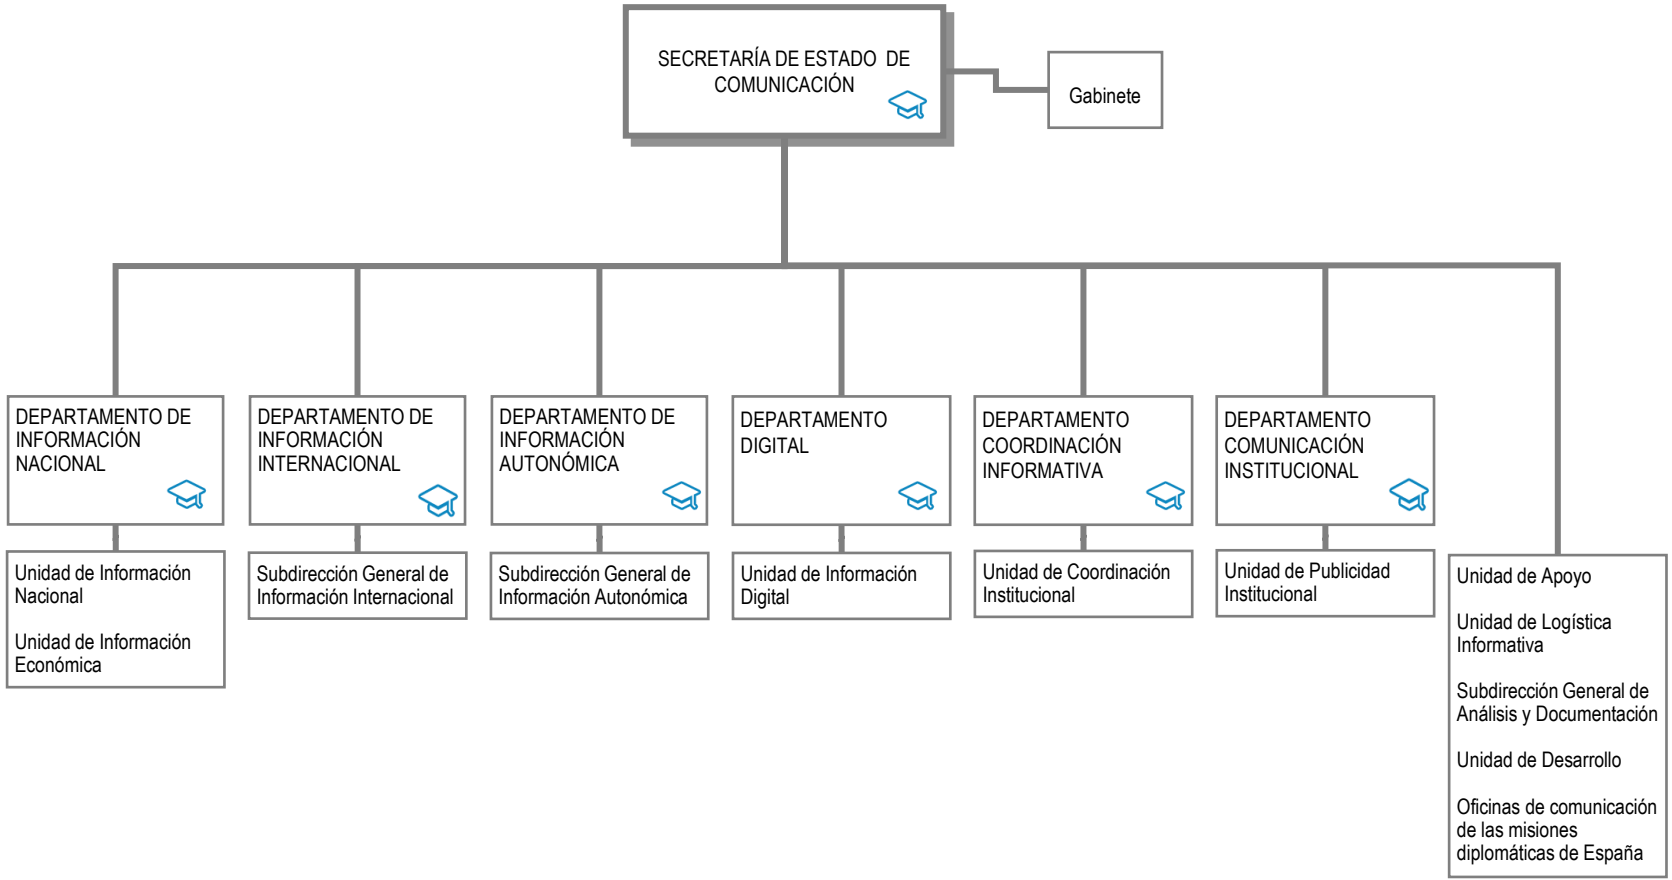 SECRETARÍA DE ESTADO DE
COMUNICACIÓN
Gabinete
DEPARTAMENTO DE
INFORMACIÓN
NACIONAL
DEPARTAMENTO DE
INFORMACIÓN
INTERNACIONAL
DEPARTAMENTO DE
INFORMACIÓN
AUTONÓMICA
DEPARTAMENTO
DIGITAL
DEPARTAMENTO
COORDINACIÓN
INFORMATIVA
DEPARTAMENTO
COMUNICACIÓN
INSTITUCIONAL
Unidad de Información
Nacional
Unidad de Información
Económica
Subdirección General de
Información Internacional
Subdirección General de
Información Autonómica
Unidad de Información
Digital
Unidad de Coordinación
Institucional
Unidad de Publicidad
Institucional
Unidad de Apoyo
Unidad de Logística
Informativa
Subdirección General de
Análisis y Documentación
Unidad de Desarrollo
Oficinas de comunicación
de las misiones
diplomáticas de España